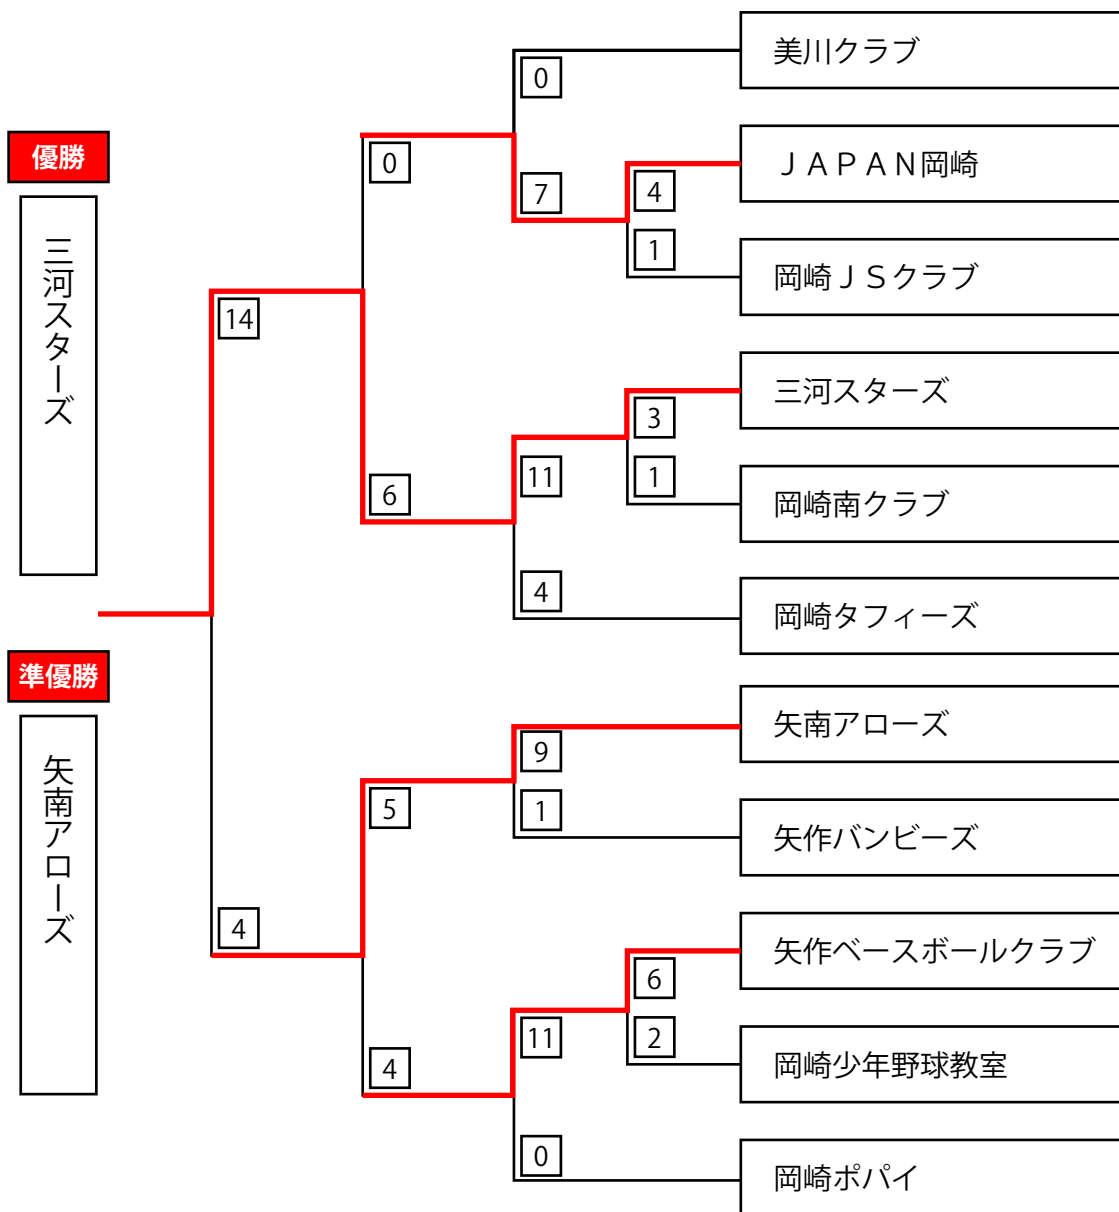 優勝
三河スターズ
準優勝
矢南アローズ
14
4
0
6
5
4
0
7
11
4
9
1
11
0
4
1
3
1
6
2
美川クラブ
ＪＡＰＡＮ岡崎
岡崎ＪＳクラブ
三河スターズ
岡崎南クラブ
岡崎タフィーズ
矢南アローズ
矢作バンビーズ
矢作ベースボールクラブ
岡崎少年野球教室
岡崎ポパイ